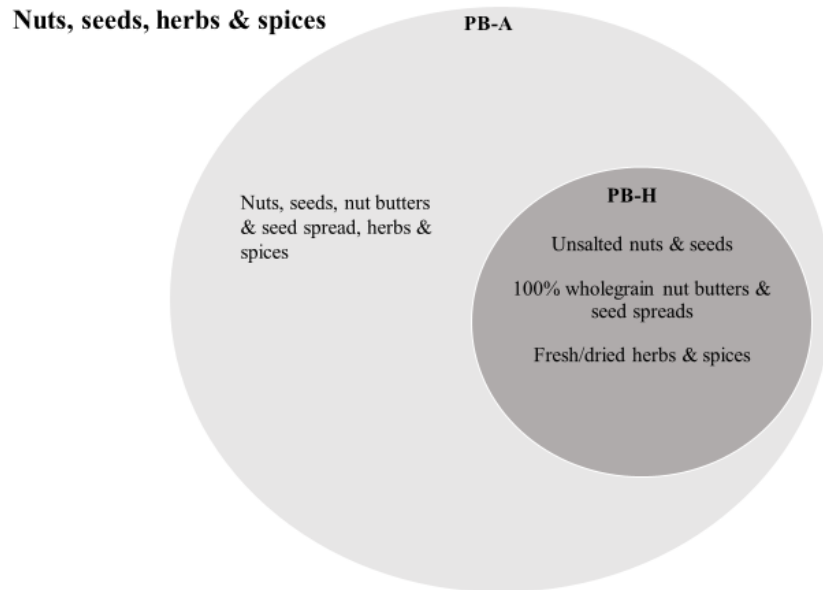 Nuts, seeds, herbs & spices
PB-A
Nuts, seeds, nut butters
& seed spread, herbs &
spices
PB-H
Unsalted nuts & seeds
100% wholegrain nut butters &
seed spreads
Fresh/dried herbs & spices